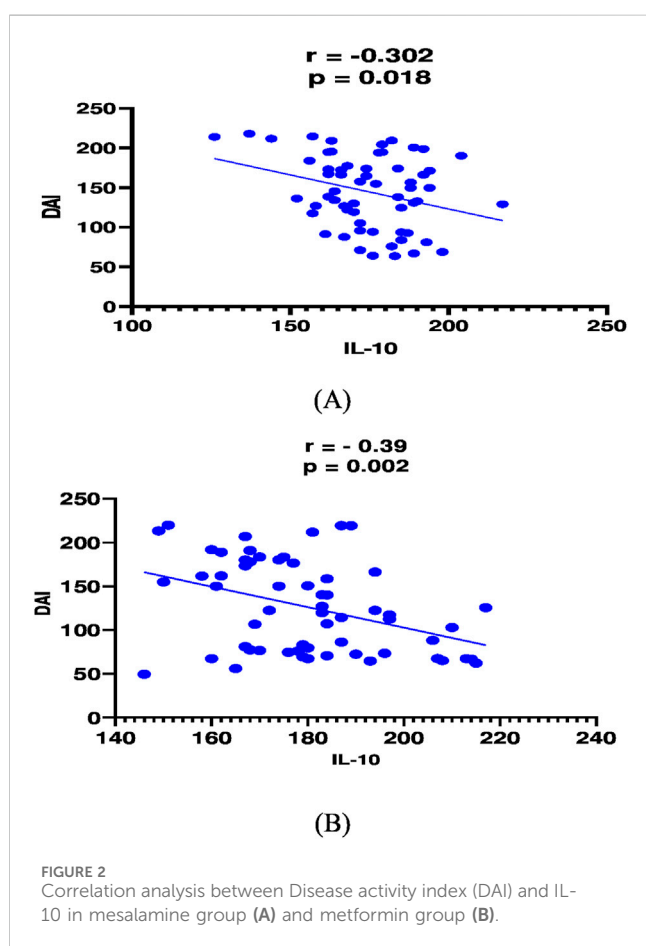 r = -0.302
p = 0.018
250
200
150
100
50
0
DAI
100 150 200 250
IL-10
(A)
r = - 0.39
p = 0.002
250
200
150
100
50
0
DAI
140 160 180 200 220 240
IL-10
(B)
FIGURE 2
Correlation analysis between Disease activity index (DAI) and IL-
10 in mesalamine group (A) and metformin group (B).